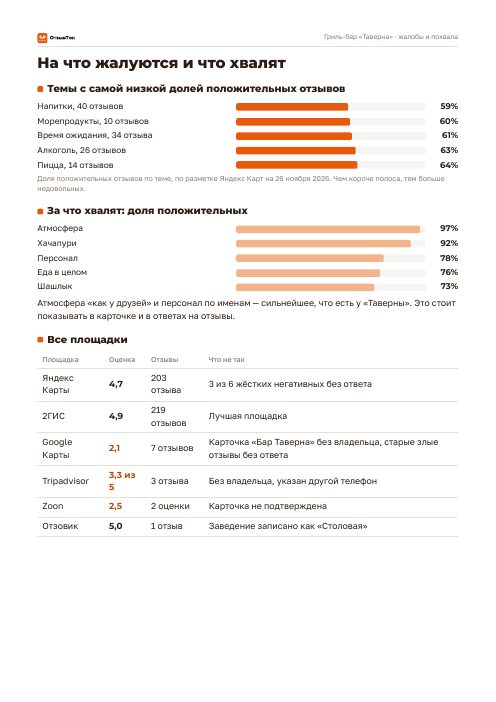 ОтзывТоп
Гриль-бар «Таверна» · жалобы и похвала
На что жалуются и что хвалят
Темы с самой низкой долей положительных отзывов
Напитки, 40 отзывов 59%
Морепродукты, 10 отзывов 60%
Время ожидания, 34 отзыва 61%
Алкоголь, 26 отзывов 63%
Пицца, 14 отзывов 64%
Доля положительных отзывов по теме, по разметке Яндекс Карт на 26 ноября 2026. Чем короче полоса, тем больше
недовольных.
За что хвалят: доля положительных
Атмосфера 97%
Хачапури 92%
Персонал 78%
Еда в целом 76%
Шашлык 73%
Атмосфера «как у друзей» и персонал по именам — сильнейшее, что есть у «Таверны». Это стоит
показывать в карточке и в ответах на отзывы.
Все площадки
Площадка Оценка Отзывы Что не так
Яндекс
Карты
4,7
203
отзыва
3 из 6 жёстких негативных без ответа
2ГИС
4,9
219
отзывов
Лучшая площадка
Google
Карты
2,1
7 отзывов
Карточка «Бар Таверна» без владельца, старые злые
отзывы без ответа
Tripadvisor
3,3 из
5
3 отзыва
Без владельца, указан другой телефон
Zoon 2,5 2 оценки Карточка не подтверждена
Отзовик 5,0 1 отзыв Заведение записано как «Столовая»